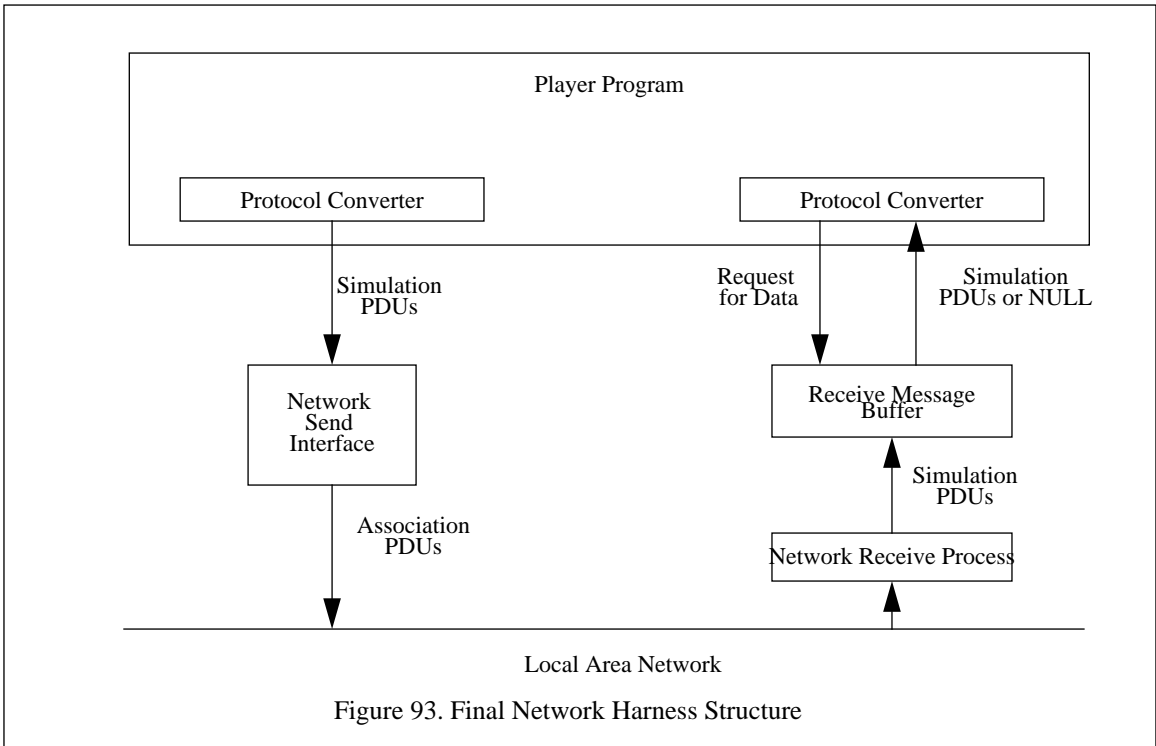 Player Program
Protocol Converter
Protocol Converter
Simulation
PDUs
Request
for Data
Simulation
PDUs or NULL
Network
Send
Interface
Receive Message
Buffer
Simulation
PDUs
Association
PDUs
Network Receive Process
Local Area Network
Figure 93. Final Network Harness Structure